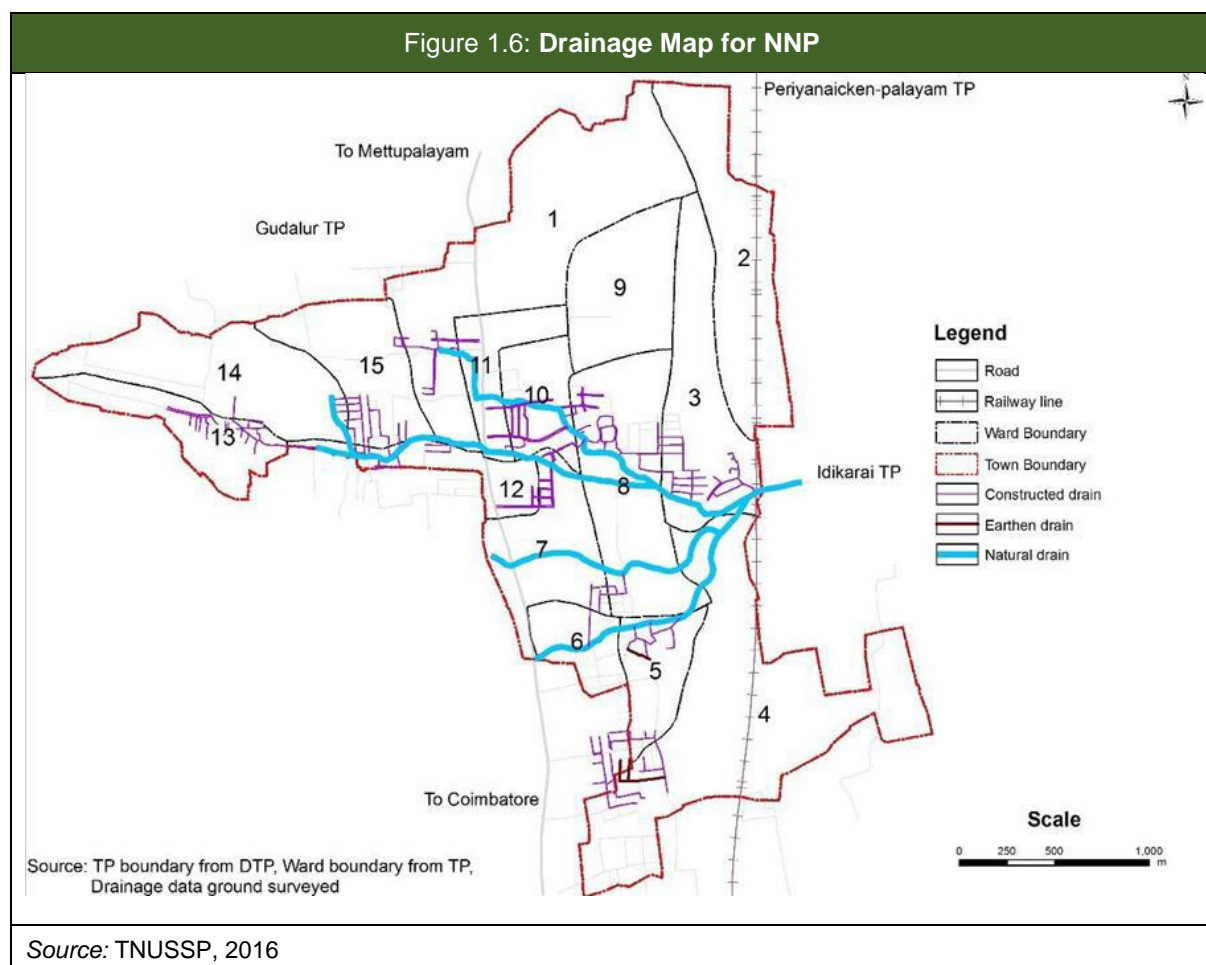 Figure 1.6: Drainage Map for NNP
N
Periyanaicken-palayam TP
To Mettupalayam
Gudalur TP
1
2
9
11
10
3
14
15
13
12
8
7
6
5
4
Idikarai TP
To Coimbatore
Legend
Road
Railway line
Ward Boundary
Town Boundary
Constructed drain
Earthen drain
Natural drain
Scale
0 250 500 1,000
m
Source: TP boundary from DTP, Ward boundary from TP,
Drainage data ground surveyed
Source: TNUSSP, 2016